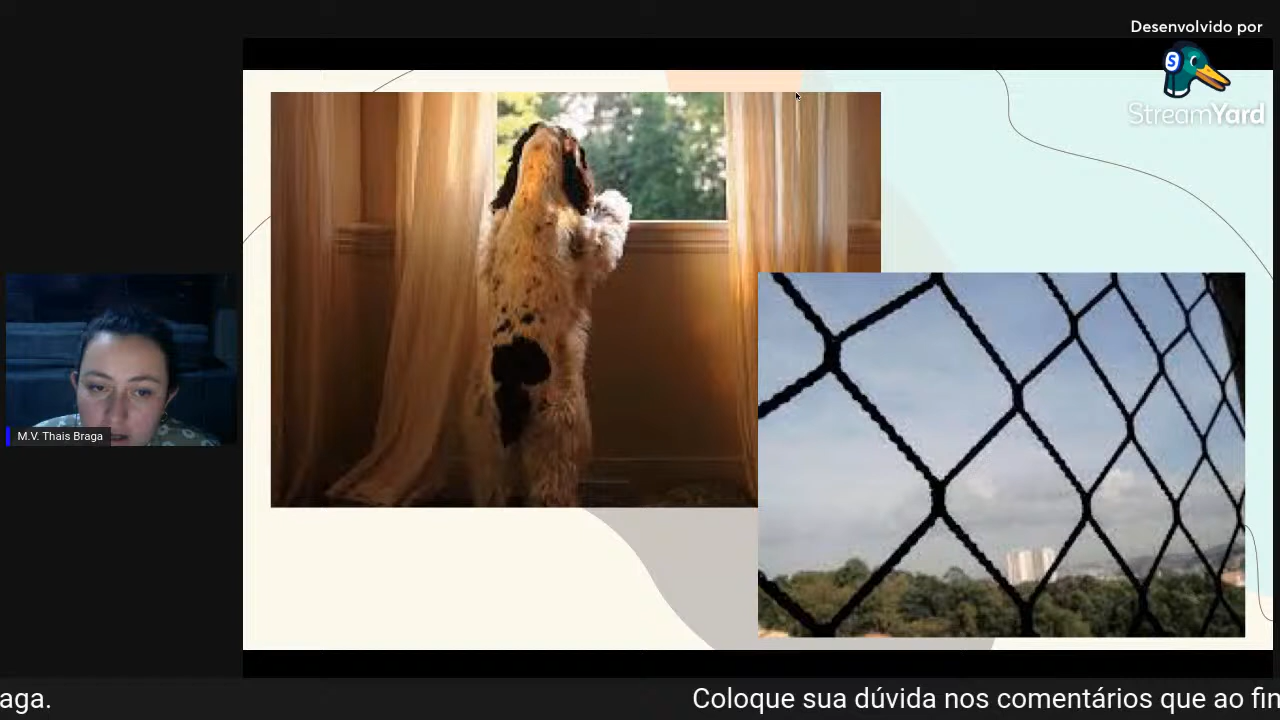 Desenvolvido por
StreamYard
M.V. Thais Braga
aga.
Coloque sua dúvida nos comentários que ao fin